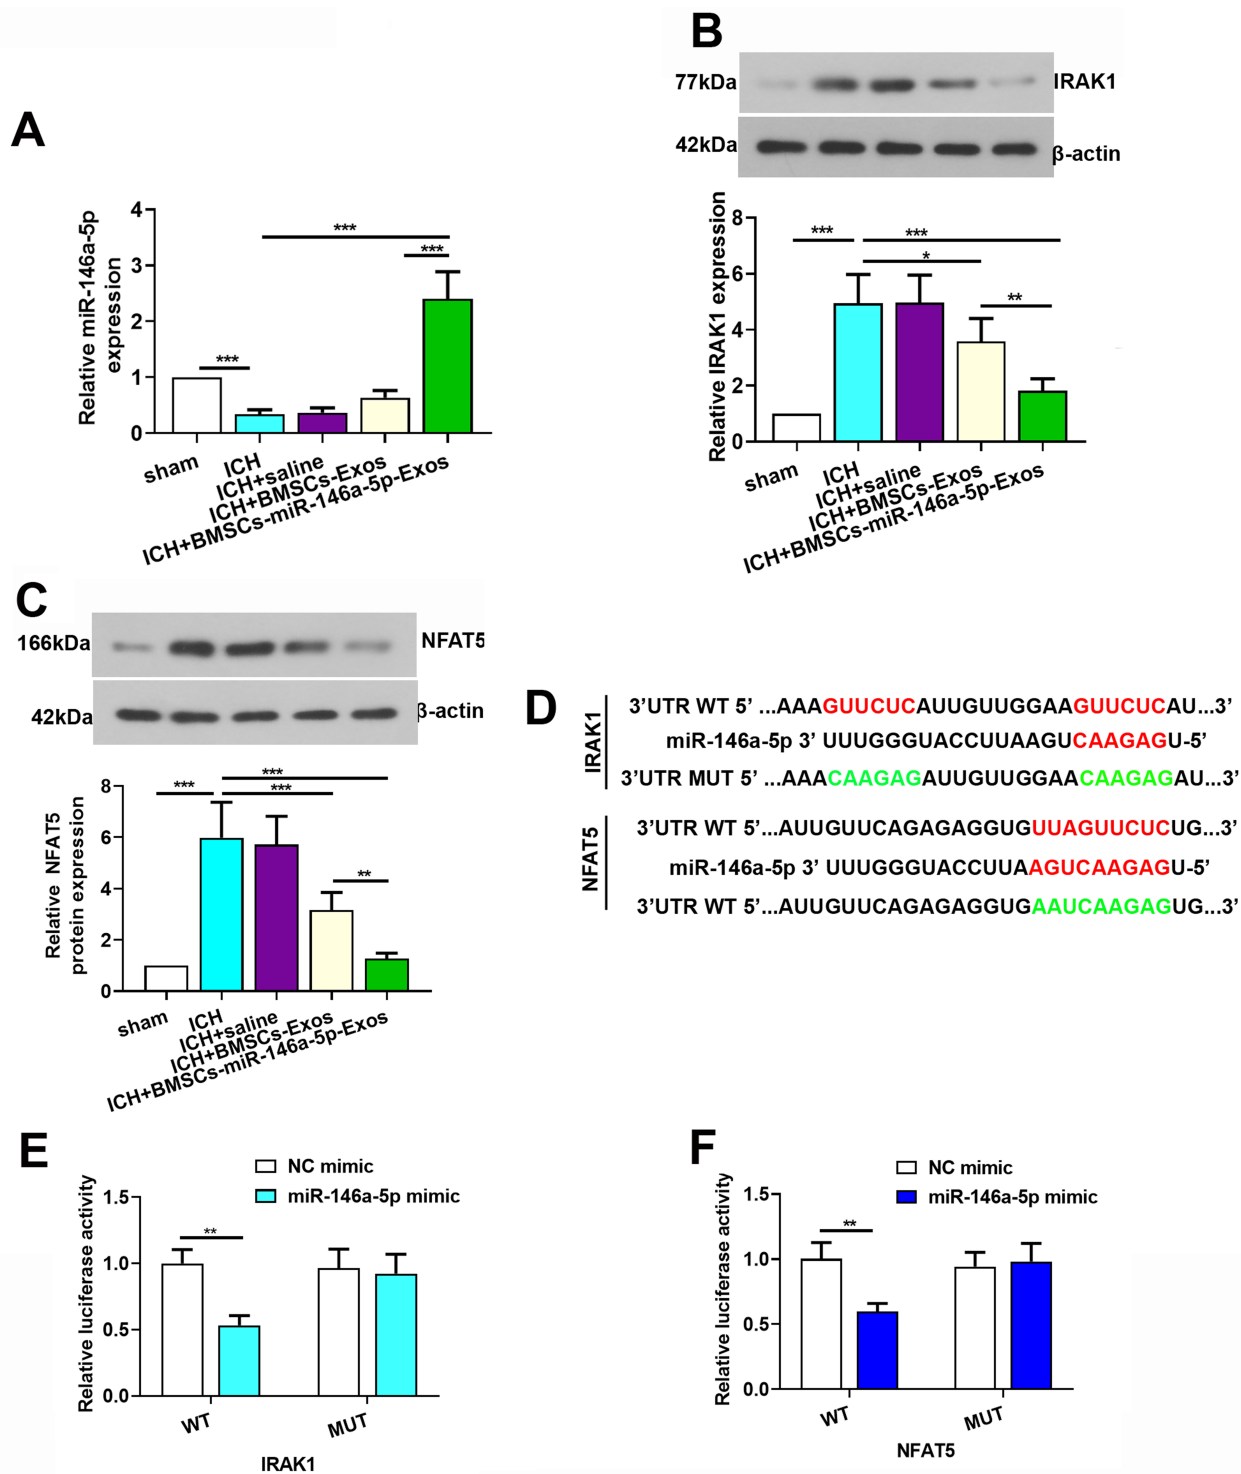 A
Relative miR-146a-5p
expression
4
3
2
1
0
***
***
***
sham
ICH
ICH+saline
ICH+BMSCs-Exos
ICH+BMSCs-miR-146a-5p-Exos
B
77kDa
IRAK1
42kDa
β-actin
Relative IRAK1 expression
8
6
4
2
0
***
***
*
**
sham
ICH
ICH+saline
ICH+BMSCs-Exos
ICH+BMSCs-miR-146a-5p-Exos
C
166kDa
NFAT5
42kDa
β-actin
Relative NFAT5
protein expression
8
6
4
2
0
***
***
***
**
sham
ICH
ICH+saline
ICH+BMSCs-Exos
ICH+BMSCs-miR-146a-5p-Exos
D
IRAK1
3’UTR WT 5’ ...AAAGUUCUCAUUGUUGGAAGUUCUCAU...3’
miR-146a-5p 3’ UUUGGGUACCUUAAGUCAAGAGU-5’
3’UTR MUT 5’ ...AAACAAGAGAUUGUUGGAACAAGAGAU...3’
NFAT5
3’UTR WT 5’...AUUGUUCAGAGAGGUGUUAGUUCUCUG...3’
miR-146a-5p 3’ UUUGGGUACCUUAAGUCAAGAGU-5’
3’UTR WT 5’...AUUGUUCAGAGAGGUGAAUCAAGAGUG...3’
E
NC mimic
miR-146a-5p mimic
Relative luciferase activity
1.5
1.0
0.5
0.0
**
WT
MUT
IRAK1
F
NC mimic
miR-146a-5p mimic
Relative luciferase activity
1.5
1.0
0.5
0.0
**
WT
MUT
NFAT5